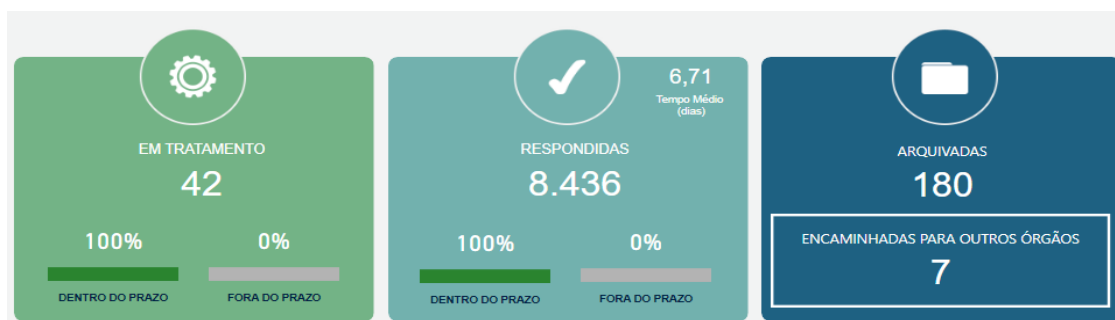 EM TRATAMENTO
42
100%
0%
DENTRO DO PRAZO
FORA DO PRAZO
6,71
Tempo Médio
(dias)
RESPONDIDAS
8.436
100%
0%
DENTRO DO PRAZO
FORA DO PRAZO
ARQUIVADAS
180
ENCAMINHADAS PARA OUTROS ÓRGÃOS
7